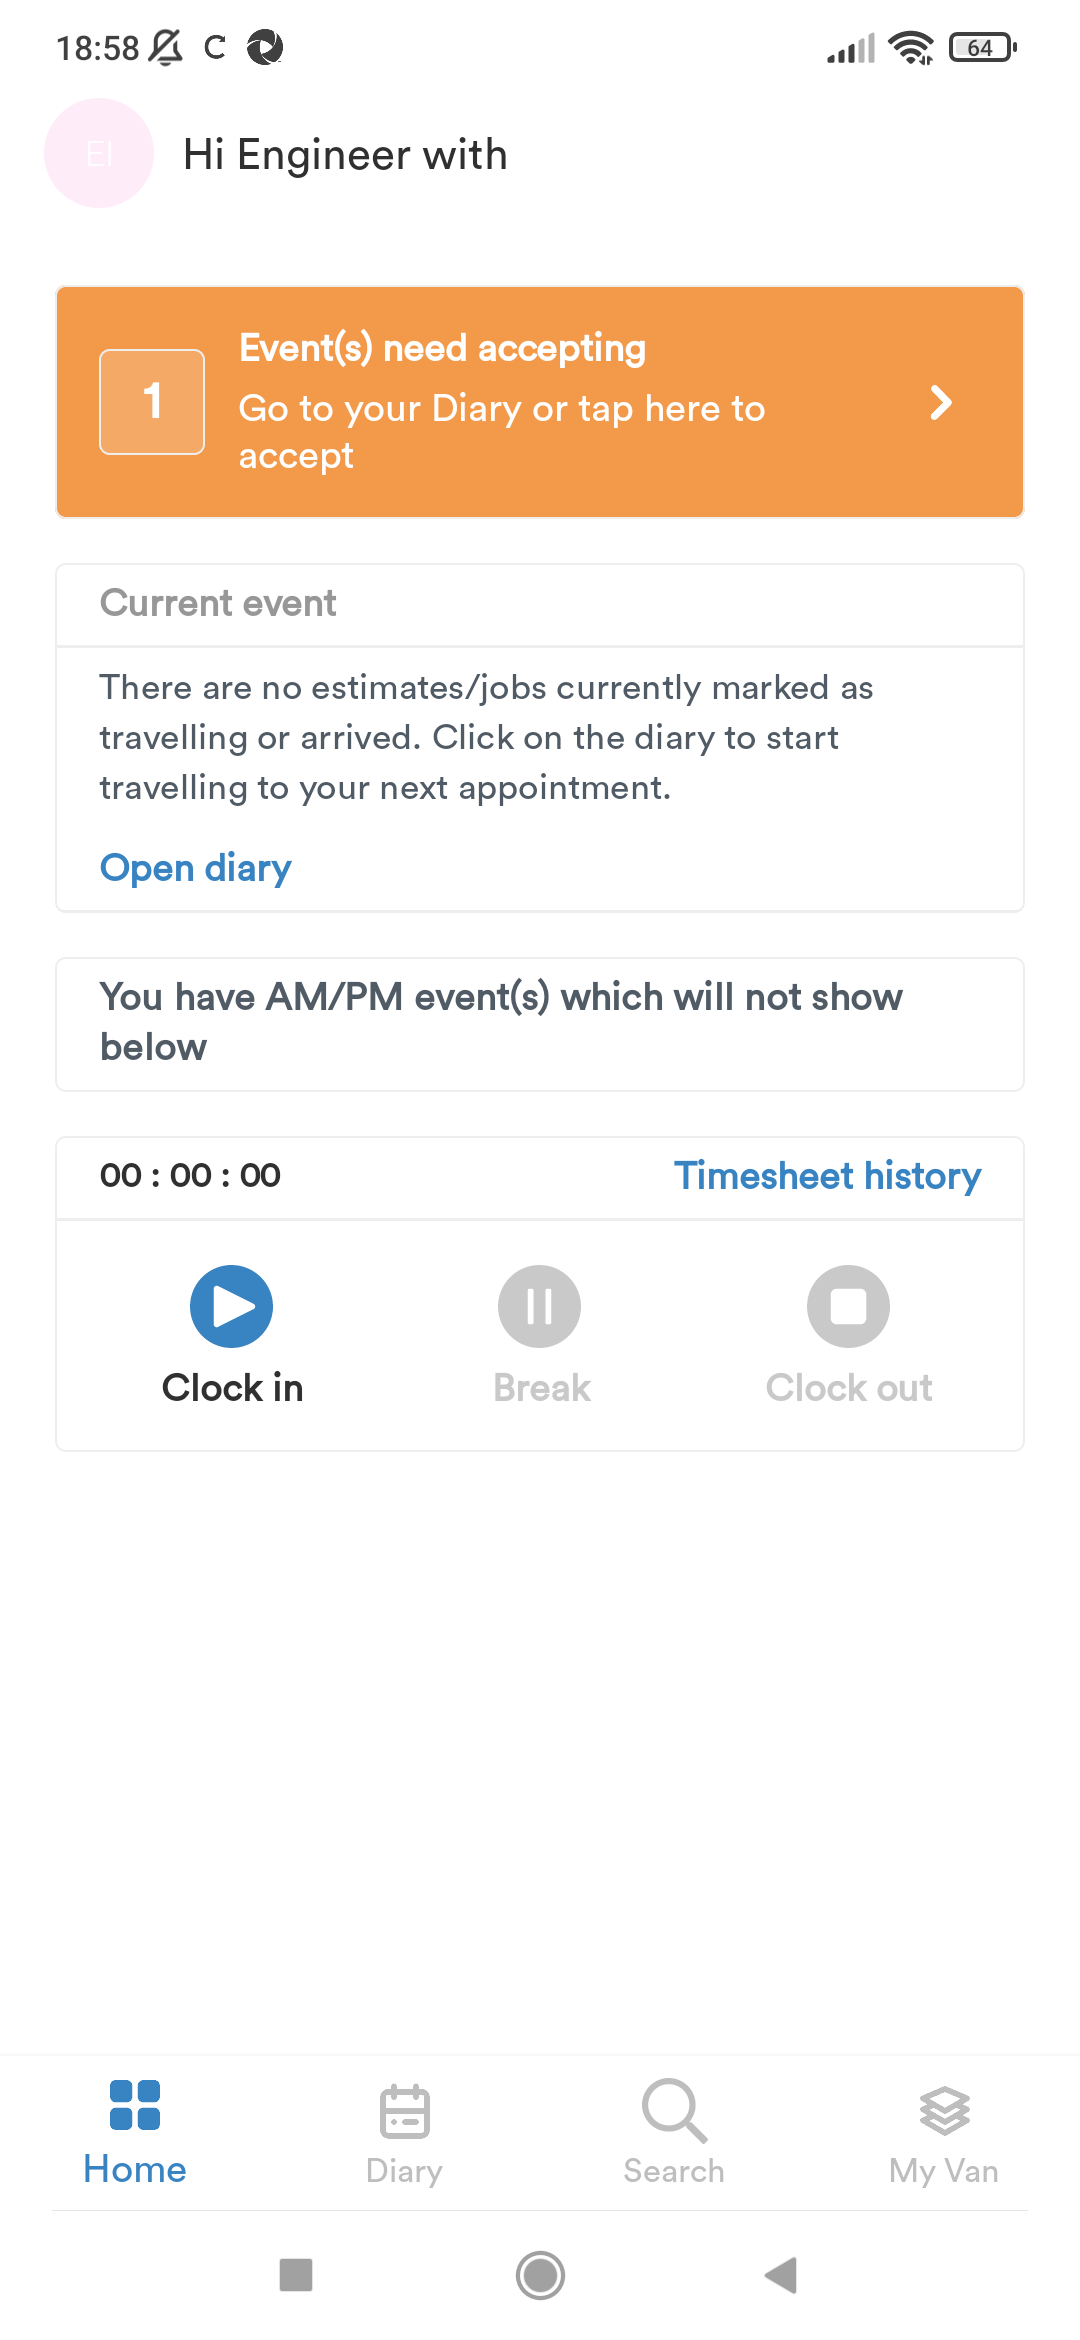 18:58
64
EI
Hi Engineer with
1
Event(s) need accepting
Go to your Diary or tap here to
accept
Current event
There are no estimates/jobs currently marked as
travelling or arrived. Click on the diary to start
travelling to your next appointment.
Open diary
You have AM/PM event(s) which will not show
below
00 : 00 : 00
Timesheet history
Clock in
Break
Clock out
Home
Diary
Search
My Van